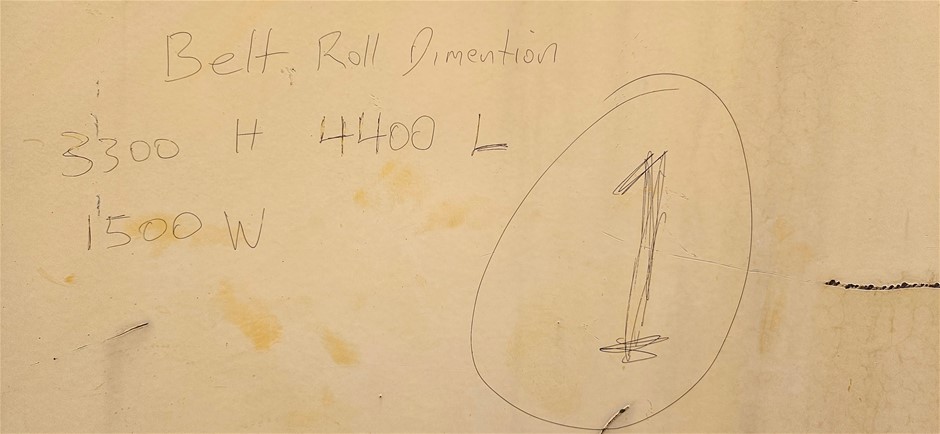 Belt Roll Dimention
3300 H 4400 L
1500 W
1